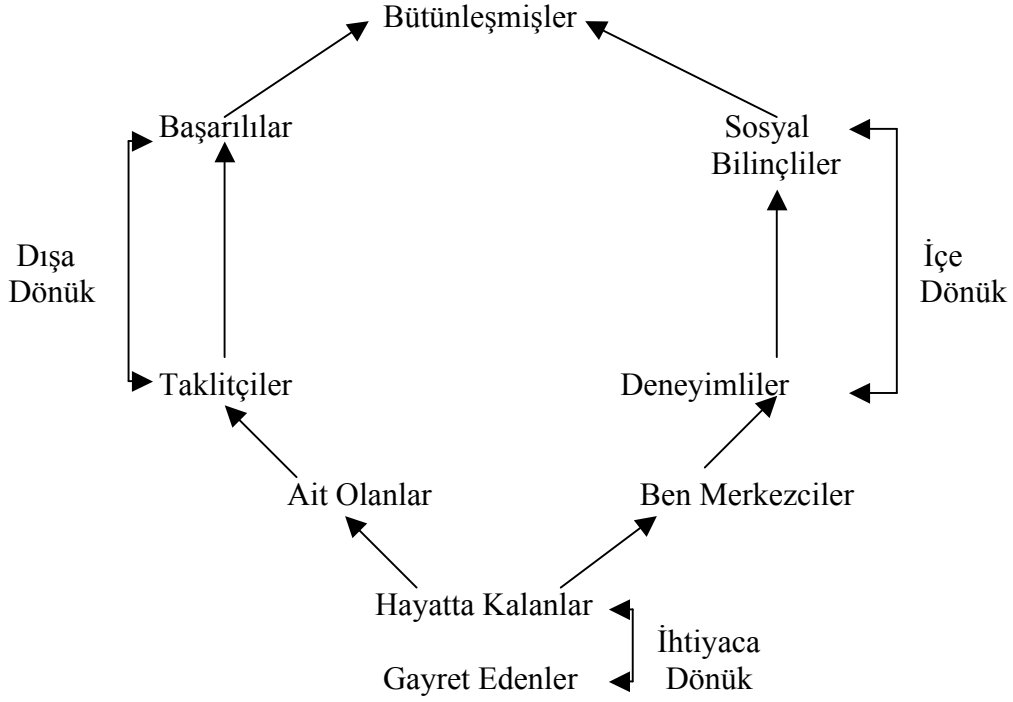 Bütünleşmişler
Başarılılar
Sosyal
Bilinçliler
Dışa
Dönük
İçe
Dönük
Taklitçiler
Deneyimliler
Ait Olanlar
Ben Merkezciler
Hayatta Kalanlar
İhtiyaca
Dönük
Gayret Edenler